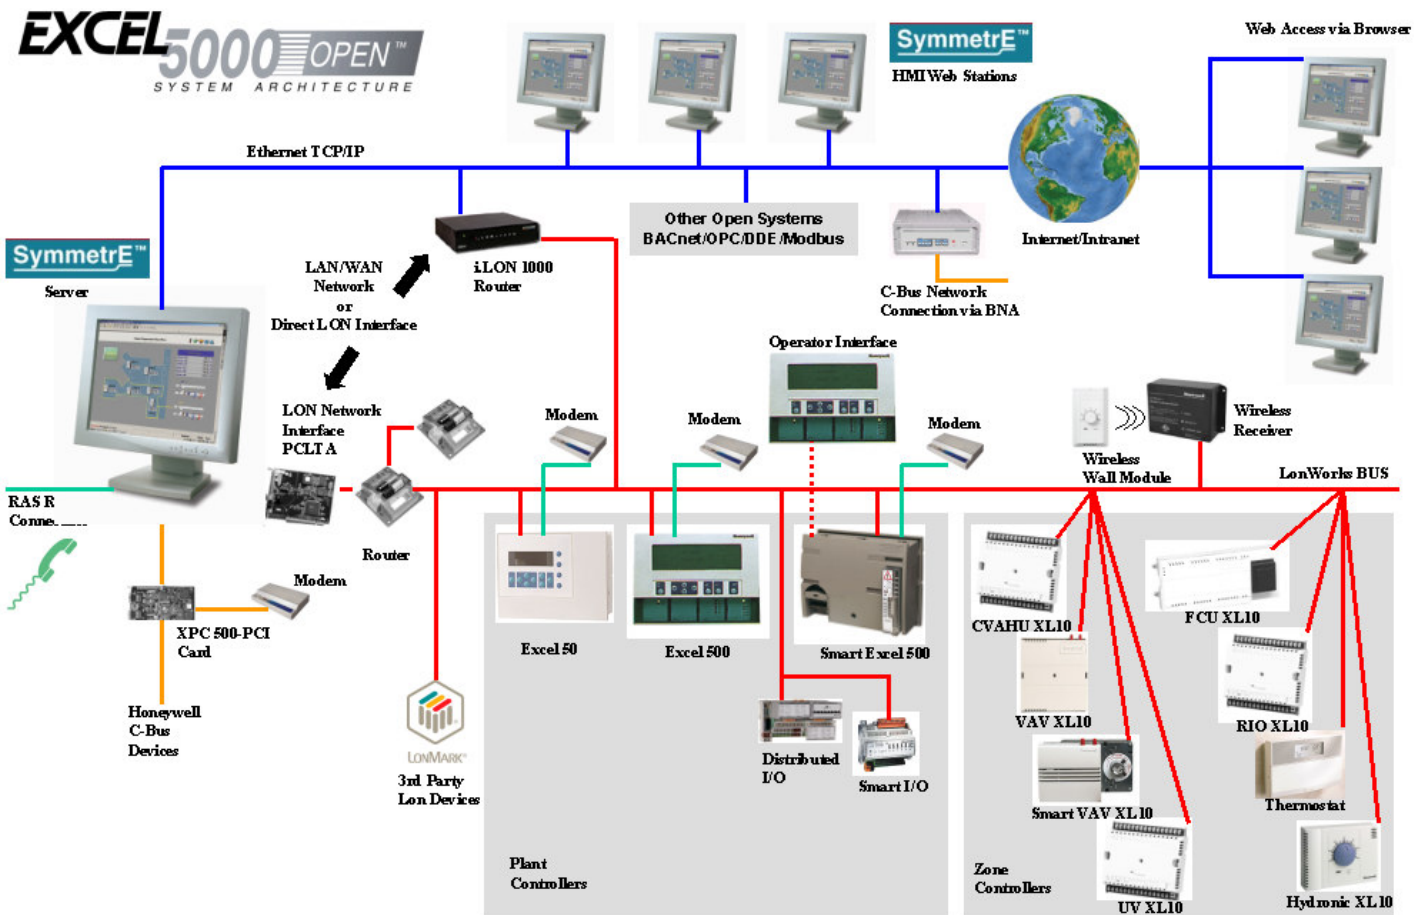 EXCEL
5000 OPEN™
SYSTEM ARCHITECTURE
SymmetrE™
HMI Web Stations
Web Access via Browser
Ethernet TCP/IP
Other Open Systems
BACnet/OPC/DDE/Modbus
Internet/Intranet
SymmetrE™
Server
LAN/WAN
Network
or
Direct LON Interface
i.LON 1000
Router
C-Bus Network
Connection via BNA
Operator Interface
LON Network
Interface
PCLTA
Modem
Modem
Modem
Wireless
Receiver
Wireless
Wall Module
LonWorks BUS
RAS R
Router
Modem
XPC 500-PCI
Card
Honeywell
C-Bus
Devices
LONMARK®
3rd Party
Lon Devices
Excel 50
Excel 500
Smart Excel 500
Distributed
I/O
Smart I/O
Plant
Controllers
CVAHU XL10
FCU XL10
VAV XL10
RIO XL10
Smart VAV XL10
Thermostat
UV XL10
Hydronic XL10
Zone
Controllers